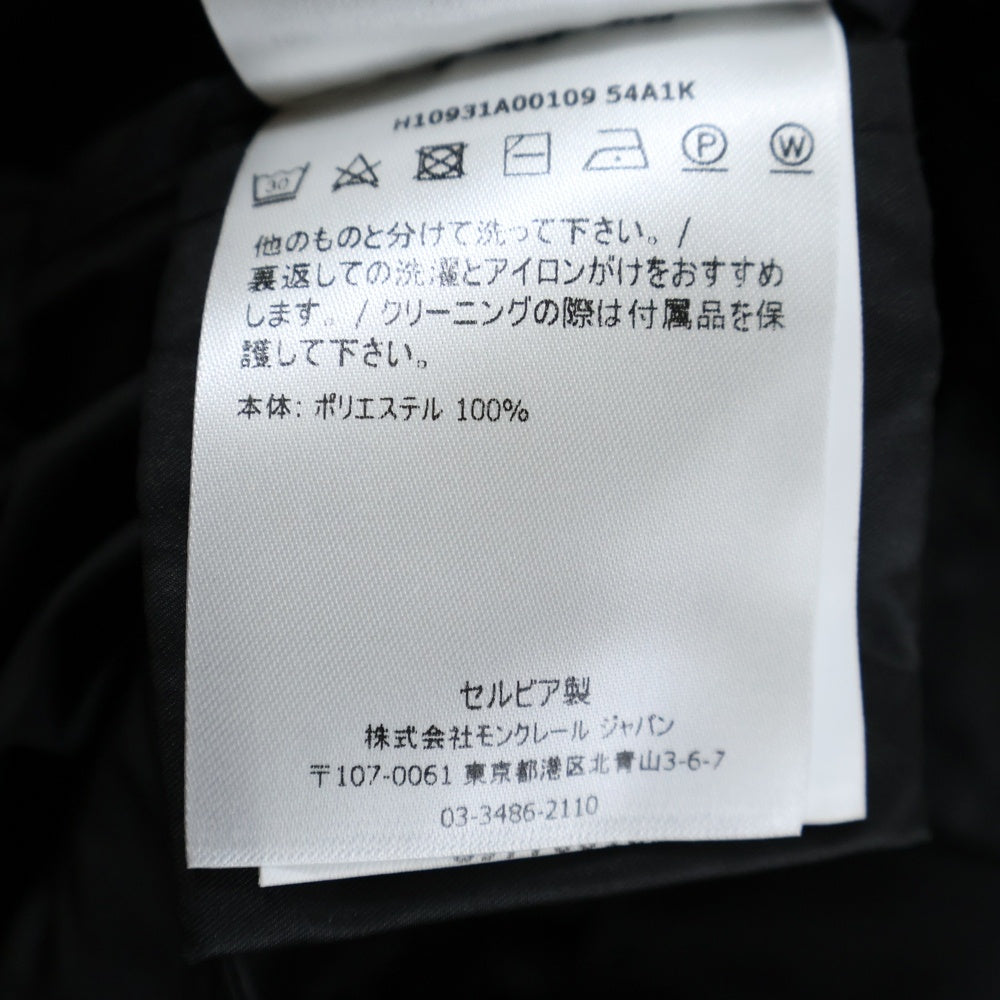 H10931A00109 54A1K
30 P W
他のものと分けて洗って下さい。/
裏返しての洗濯とアイロンがけをおすすめ
します。/ クリーニングの際は付属品を保
護して下さい。
本体: ポリエステル 100%
セルビア製
株式会社モンクレール ジャパン
〒107-0061 東京都港区北青山3-6-7
03-3486-2110